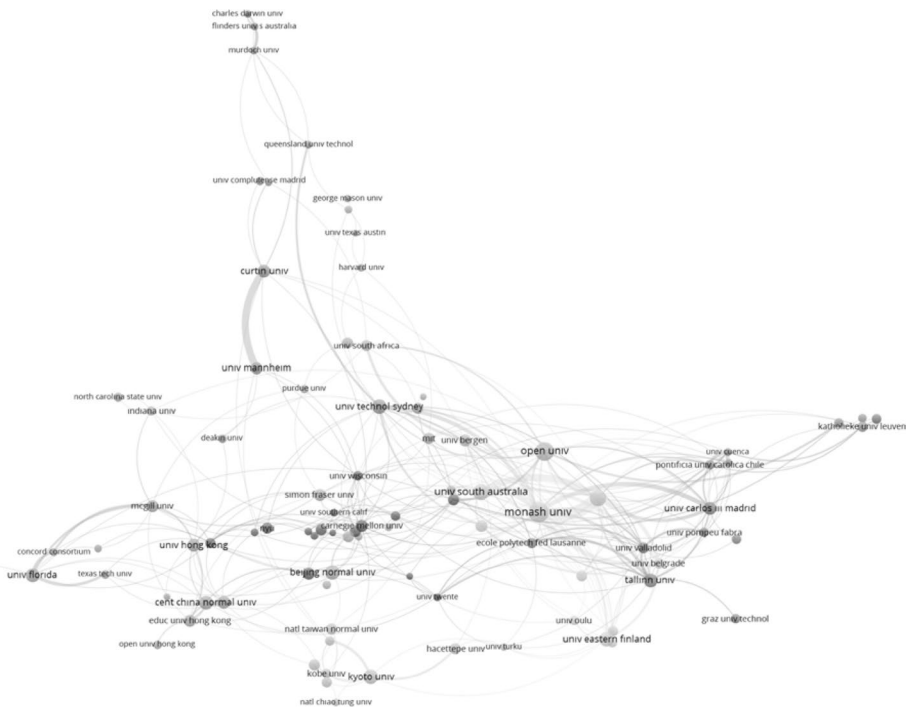 charles darwin univ
flinders univ s australia
murdoch univ
queensland univ technol
univ complutense madrid
george mason univ
univ texas austin
harvard univ
curtin univ
univ south africa
univ mannheim
purdue univ
north carolina state univ
indiana univ
univ technol sydney
deakin univ
mit
univ bergen
katholieke univ leuven
open univ
univ cuenca
pontificia univ catolica chile
univ wisconsin
simon fraser univ
univ south australia
mcgill univ
univ southern calif
monash univ
univ carlos iii madrid
nyu
carnegie mellon univ
univ pompeu fabra
univ hong kong
ecole polytech fed lausanne
univ valladolid
concord consortium
univ belgrade
univ florida
texas tech univ
beijing normal univ
tallinn univ
cent china normal univ
univ twente
educ univ hong kong
univ oulu
graz univ technol
natl taiwan normal univ
univ eastern finland
open univ hong kong
hacettepe univ
univ turku
kobe univ
kyoto univ
natl chiao tung univ